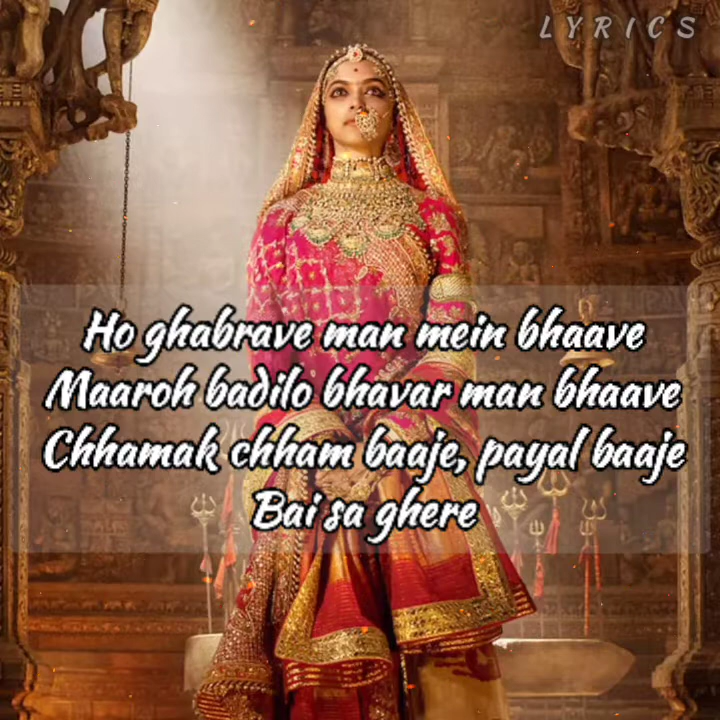 LYRICS
Ho ghabrave man mein bhaave
Maaroh badilo bhavar man bhaave
Chhamak chham baaje, payal baaje
Bai sa ghere